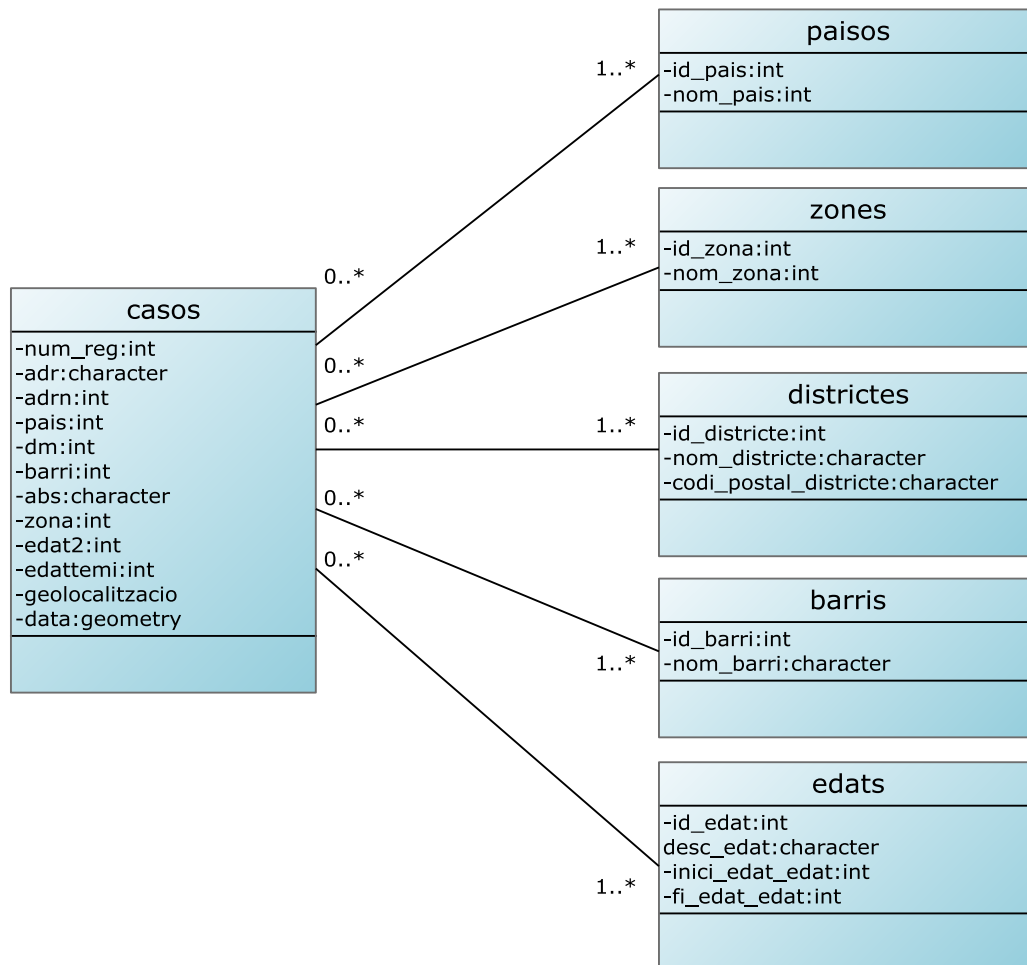 paisos
-id_pais:int
-nom_pais:int
1..*
zones
-id_zona:int
-nom_zona:int
1..*
0..*
casos
-num_reg:int
-adr:character
-adrn:int
-pais:int
-dm:int
-barri:int
-abs:character
-zona:int
-edat2:int
-edattemi:int
-geolocalitzacio
-data:geometry
0..*
0..*
0..*
0..*
districtes
-id_districte:int
-nom_districte:character
-codi_postal_districte:character
1..*
barris
-id_barri:int
-nom_barri:character
1..*
edats
-id_edat:int
desc_edat:character
-inici_edat_edat:int
-fi_edat_edat:int
1..*